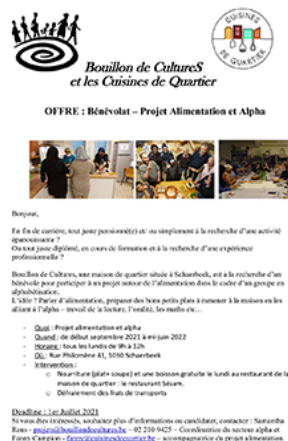 CUISINES
DE QUARTIER
Bouillon de CultureS
et les Cuisines de Quartier
OFFRE : Bénévolat – Projet Alimentation et Alpha
Bonjour,
En fin de carrière, tout juste pensionné(e) et/ ou simplement à la recherche d'une activité
épanouissante ?
Ou tout juste diplômé, en cours de formation et à la recherche d'une expérience
professionnelle ?
Bouillon de Cultures, une maison de quartier située à Schaerbeek, est à la recherche d'un
bénévole pour participer à un projet autour de l'alimentation dans le cadre d'un groupe en
alphabétisation.
L'idée ? Parler d'alimentation, préparer des bons petits plats à ramener à la maison en les
alliant à l'alpha – travail de la lecture, l'oralité, les maths etc…
- Quoi : Projet alimentation et alpha
- Quand : de début septembre 2021 à mi-juin 2022
- Horaire : tous les lundis de 9h à 12h
- Où : Rue Philomène 41, 1030 Schaerbeek
- Intervention :
o Nourriture (plat+ soupe) et une boisson gratuite le lundi au restaurant de la
maison de quartier : le restaurant Sésam.
o Défraiement des frais de transports
Deadline : 1er Juillet 2021
Si vous êtes intéressés, souhaitez plus d'informations ou candidater, contacter : Samantha
- 02 210 9425 – Coordinatrice du secteur alpha et
Fanny Campion - fanny@cuisinesdequartier.be – accompagnatrice du projet alimentation.